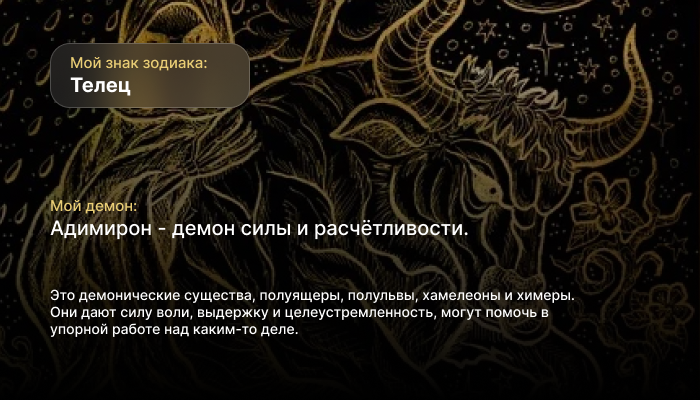 Мой знак зодиака:
Телец
Мой демон:
Адимирон - демон силы и расчётливости.
Это демонические существа, полуящеры, полульвы, хамелеоны и химеры.
Они дают силу воли, выдержку и целеустремленность, могут помочь в
упорной работе над каким-то деле.